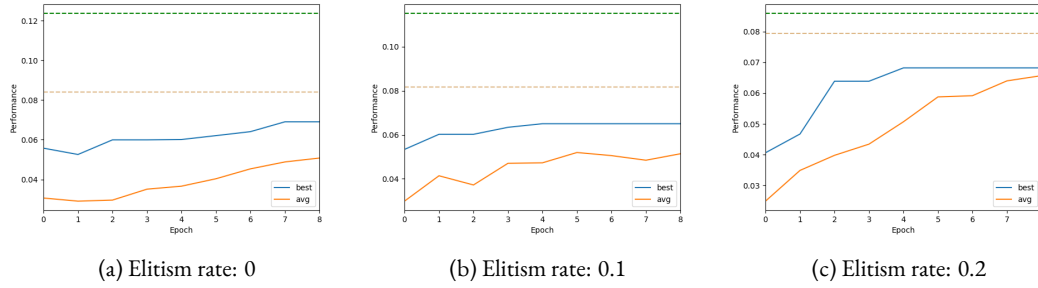 0.12
0.10
0.08
0.06
0.04
Performance
0 1 2 3 4 5 6 7 8
Epoch
best
avg
(a) Elitism rate: 0
0.10
0.08
0.06
0.04
Performance
0 1 2 3 4 5 6 7 8
Epoch
best
avg
(b) Elitism rate: 0.1
0.08
0.07
0.06
0.05
0.04
0.03
Performance
0 1 2 3 4 5 6 7
Epoch
best
avg
(c) Elitism rate: 0.2